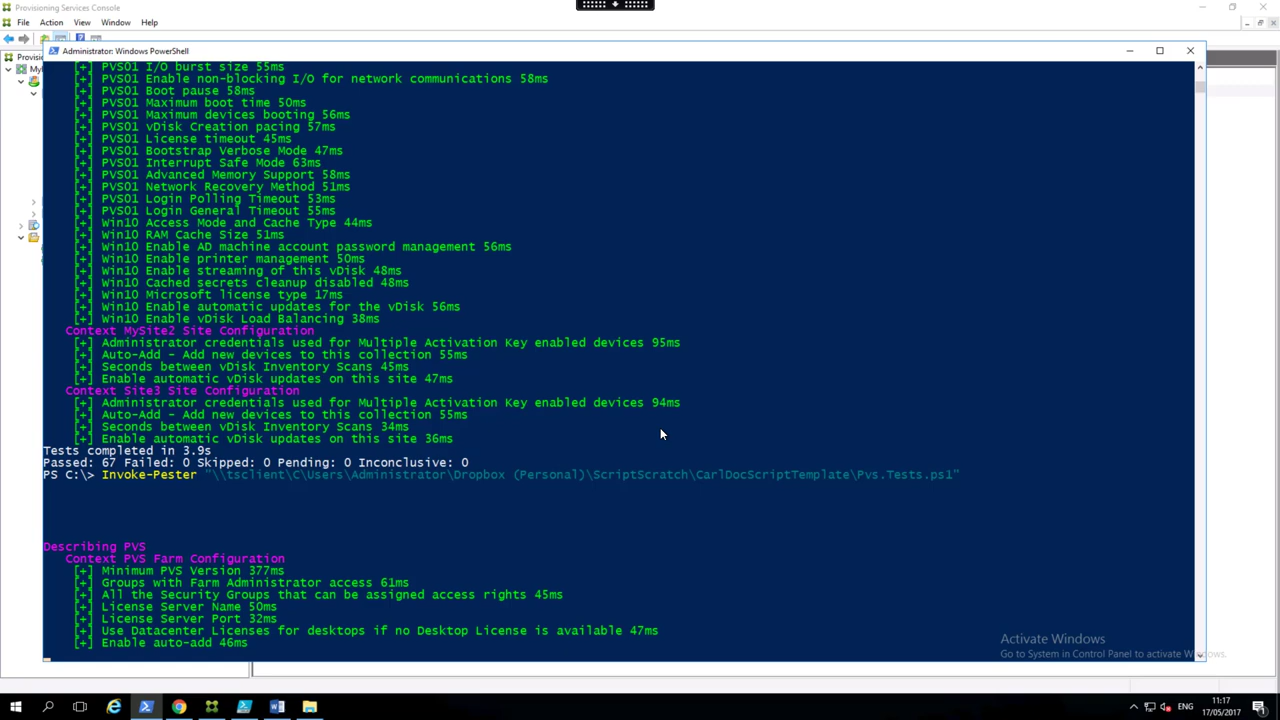 Provisioning Services Console
File Action View Window Help
Administrator: Windows PowerShell
Provisio
[+] PVS01 I/O burst size 55ms
My
[+] PVS01 Enable non-blocking I/O for network communications 58ms
[+] PVS01 Boot pause 58ms
[+] PVS01 Maximum boot time 50ms
[+] PVS01 Maximum devices booting 56ms
[+] PVS01 vDisk Creation pacing 57ms
[+] PVS01 License timeout 45ms
[+] PVS01 Bootstrap Verbose Mode 47ms
[+] PVS01 Interrupt Safe Mode 63ms
[+] PVS01 Advanced Memory Support 58ms
[+] PVS01 Network Recovery Method 51ms
[+] PVS01 Login Polling Timeout 53ms
[+] PVS01 Login General Timeout 55ms
[+] Win10 Access Mode and Cache Type 44ms
[+] Win10 RAM Cache Size 51ms
[+] Win10 Enable AD machine account password management 56ms
[+] Win10 Enable printer management 50ms
[+] Win10 Enable streaming of this vDisk 48ms
[+] Win10 Cached secrets cleanup disabled 48ms
[+] Win10 Microsoft license type 17ms
[+] Win10 Enable automatic updates for the vDisk 56ms
[+] Win10 Enable vDisk Load Balancing 38ms
Context MySite2 Site Configuration
[+] Administrator credentials used for Multiple Activation Key enabled devices 95ms
[+] Auto-Add - Add new devices to this collection 55ms
[+] Seconds between vDisk Inventory Scans 45ms
[+] Enable automatic vDisk updates on this site 47ms
Context Site3 Site Configuration
[+] Administrator credentials used for Multiple Activation Key enabled devices 94ms
[+] Auto-Add - Add new devices to this collection 55ms
[+] Seconds between vDisk Inventory Scans 34ms
[+] Enable automatic vDisk updates on this site 36ms
Tests completed in 3.9s
Passed: 67 Failed: 0 Skipped: 0 Pending: 0 Inconclusive: 0
PS C:\> Invoke-Pester "\\tsclient\C\Users\Administrator\Dropbox (Personal)\ScriptScratch\CarlDocScriptTemplate\Pvs.Tests.ps1"
Describing PVS
Context PVS Farm Configuration
[+] Minimum PVS Version 377ms
[+] Groups with Farm Administrator access 61ms
[+] All the Security Groups that can be assigned access rights 45ms
[+] License Server Name 50ms
[+] License Server Port 32ms
[+] Use Datacenter Licenses for desktops if no Desktop License is available 47ms
[+] Enable auto-add 46ms
Activate Windows
Go to System in Control Panel to activate Windows.
ENG
11:17
17/05/2017
1